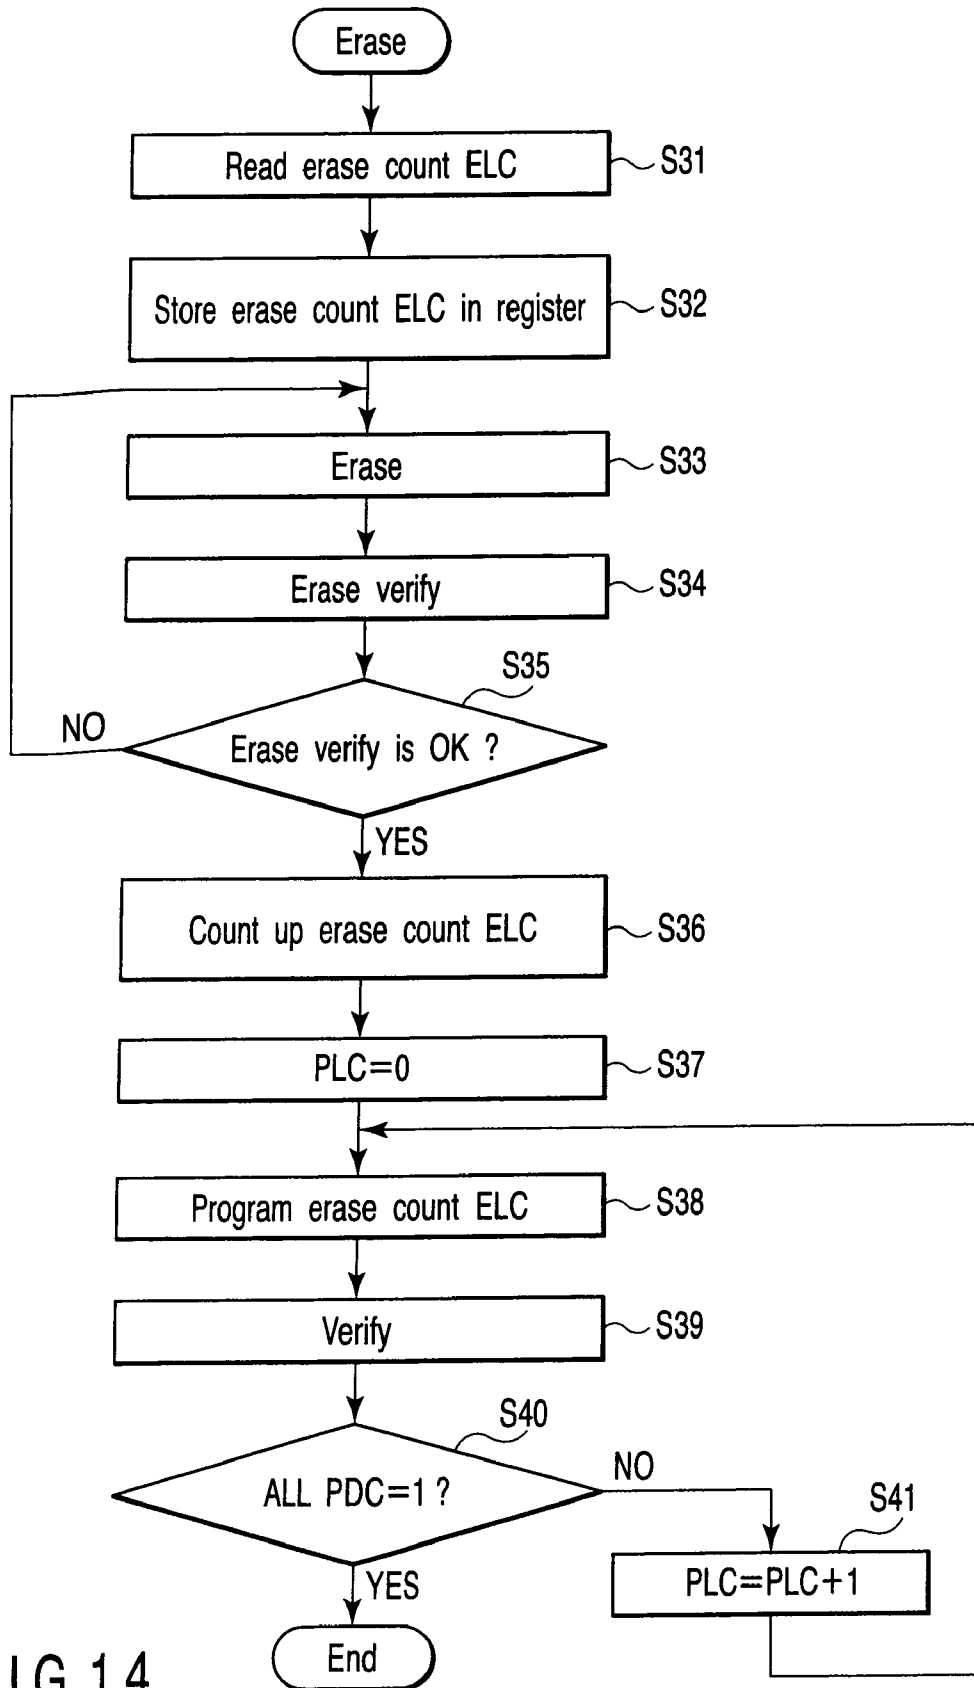 Erase
Read erase count ELC
S31
Store erase count ELC in register
S32
Erase
S33
Erase verify
S34
S35
Erase verify is OK ?
NO
YES
Count up erase count ELC
S36
PLC=0
S37
Program erase count ELC
S38
Verify
S39
S40
ALL PDC=1 ?
NO
S41
PLC=PLC+1
YES
End
IG 14